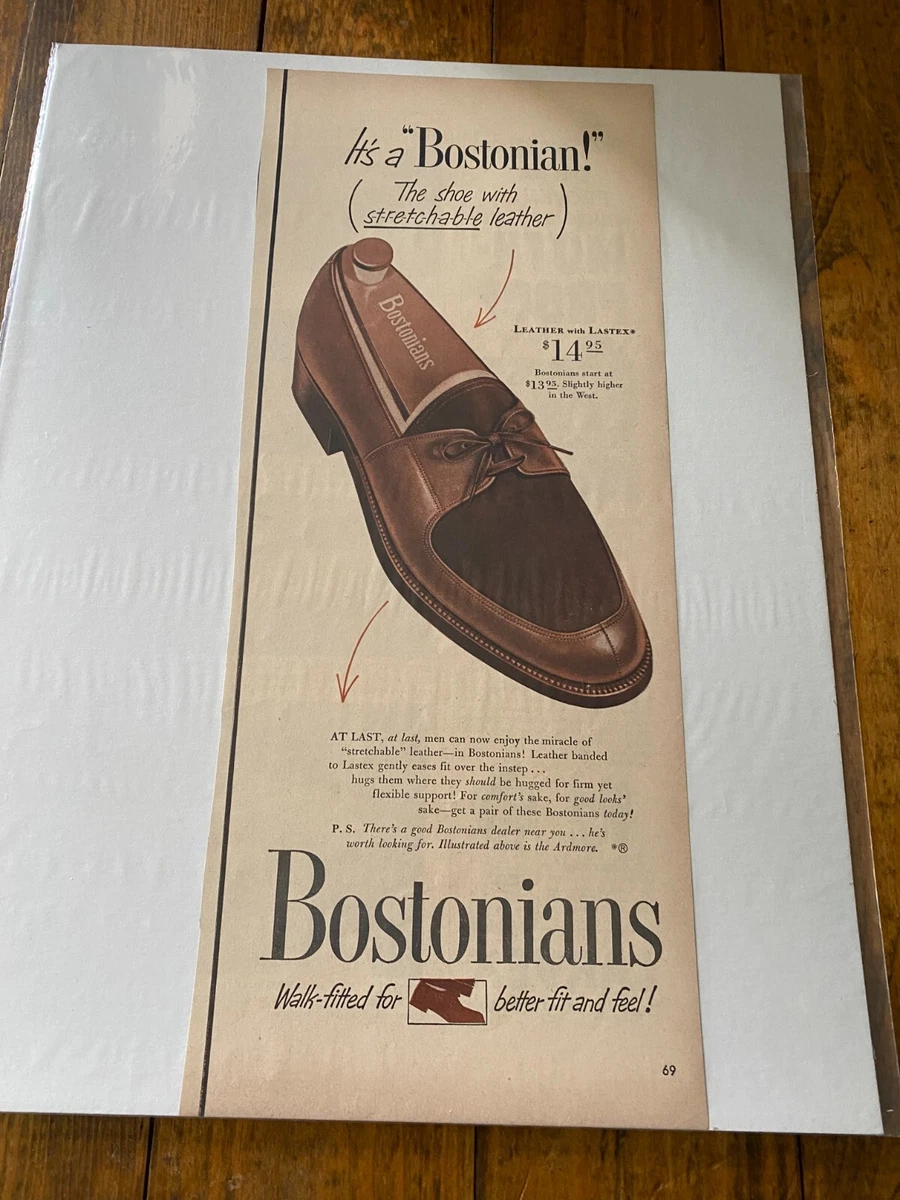 It's a "Bostonian!"
(The shoe with
stretchable leather)
Bostonians
LEATHER with LASTEX*
$14 95
Bostonians start at
$13 95. Slightly higher
in the West.
AT LAST, at last, men can now enjoy the miracle of
"stretchable" leather—in Bostonians! Leather banded
to Lastex gently eases fit over the instep...
hugs them where they should be hugged for firm yet
flexible support! For comfort's sake, for good looks'
sake—get a pair of these Bostonians today!
P. S. There's a good Bostonians dealer near you...he's
worth looking for. Illustrated above is the Ardmore. *®
Bostonians
Walk-fitted for better fit and feel!
69